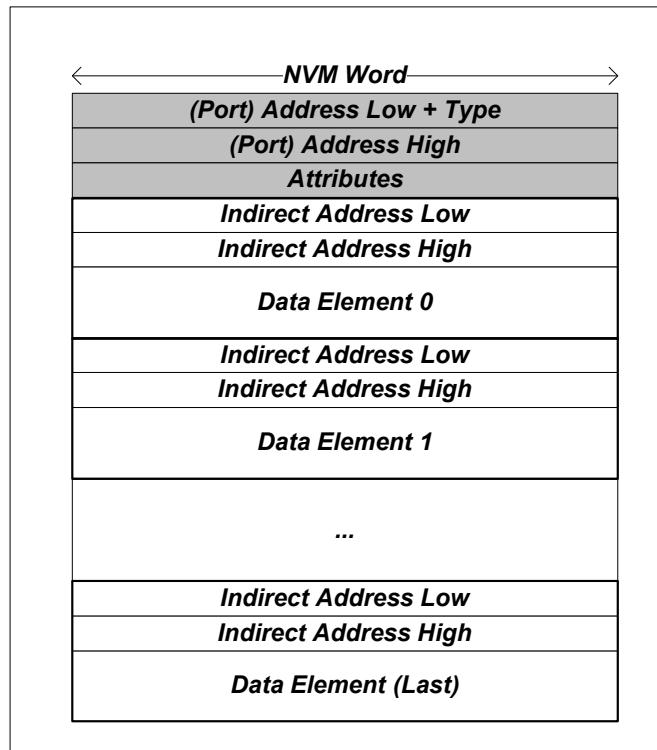 NVM Word
(Port) Address Low + Type
(Port) Address High
Attributes
Indirect Address Low
Indirect Address High
Data Element 0
Indirect Address Low
Indirect Address High
Data Element 1
...
Indirect Address Low
Indirect Address High
Data Element (Last)